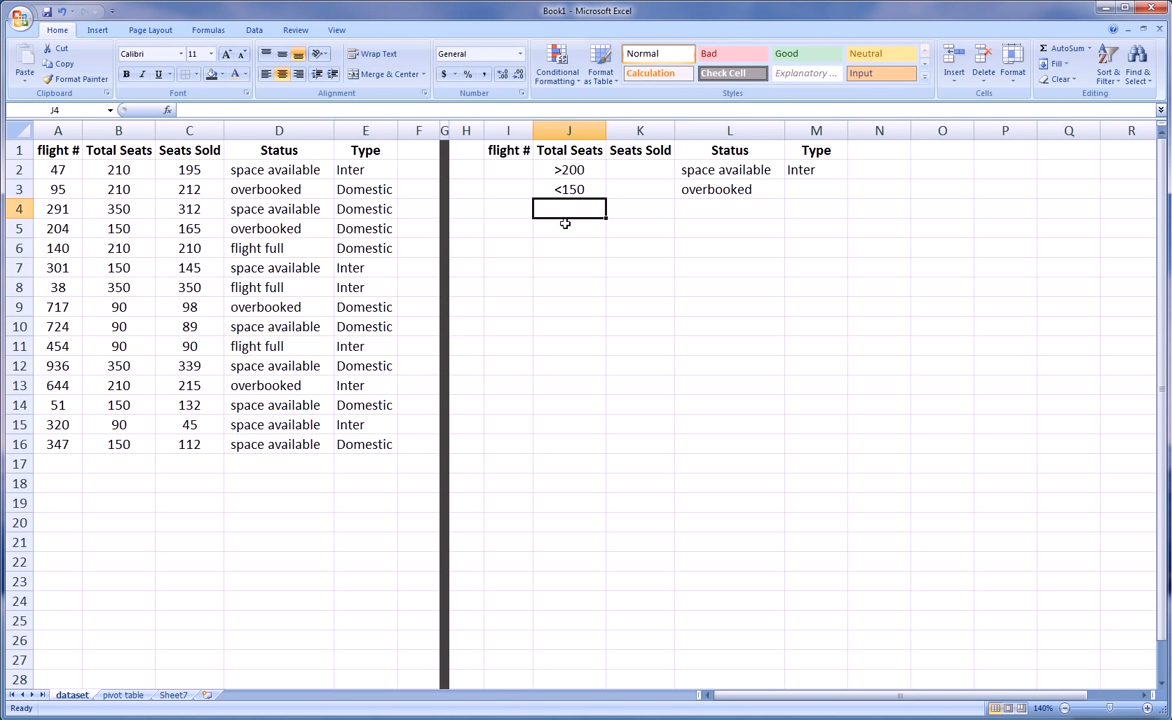 Book1 - Microsoft Excel
Home Insert Page Layout Formulas Data Review View
Paste
Cut
Copy
Format Painter
Clipboard
Calibri 11 A A
B I U A
Font
Wrap Text
Merge & Center
Alignment
General
$ % ,
Number
Conditional Formatting
Format as Table
Normal Bad Good Neutral
Calculation Check Cell Explanatory ... Input
Styles
Insert Delete Format
Cells
Σ AutoSum
Fill
Clear
Sort & Filter
Find & Select
Editing
J4 fx
A B C D E F G H I J K L M N O P Q R
1 flight # Total Seats Seats Sold Status Type flight # Total Seats Seats Sold Status Type
2 47 210 195 space available Inter >200 space available Inter
3 95 210 212 overbooked Domestic <150 overbooked
4 291 350 312 space available Domestic
5 204 150 165 overbooked Domestic
6 140 210 210 flight full Domestic
7 301 150 145 space available Inter
8 38 350 350 flight full Inter
9 717 90 98 overbooked Domestic
10 724 90 89 space available Domestic
11 454 90 90 flight full Inter
12 936 350 339 space available Domestic
13 644 210 215 overbooked Inter
14 51 150 132 space available Domestic
15 320 90 45 space available Inter
16 347 150 112 space available Domestic
17
18
19
20
21
22
23
24
25
26
27
28
dataset pivot table Sheet7
Ready 140%